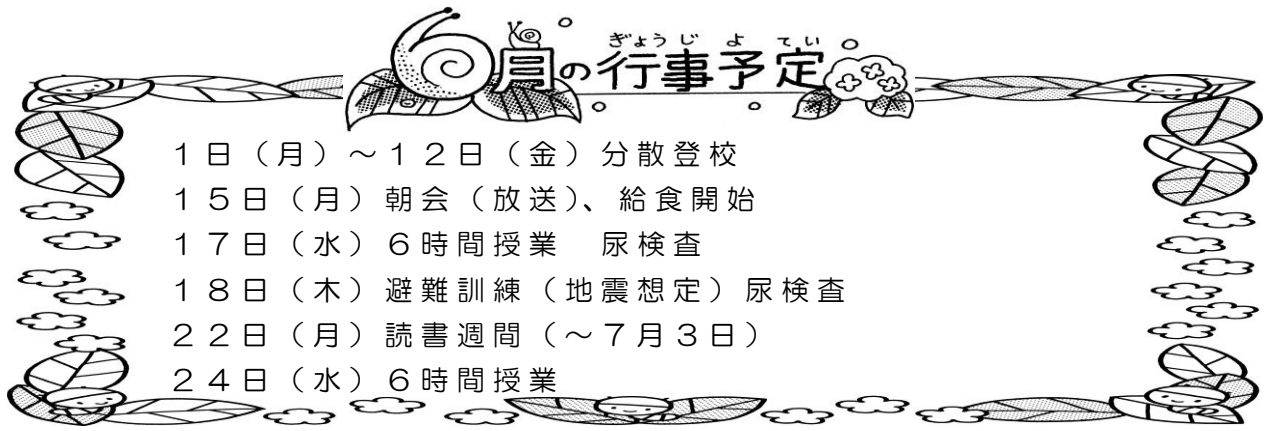 ぎょうじよてい
6月の行事予定
１日（月）～１２日（金）分散登校
１５日（月）朝会（放送）、給食開始
１７日（水）６時間授業　尿検査
１８日（木）避難訓練（地震想定）尿検査
２２日（月）読書週間（～７月３日）
２４日（水）６時間授業